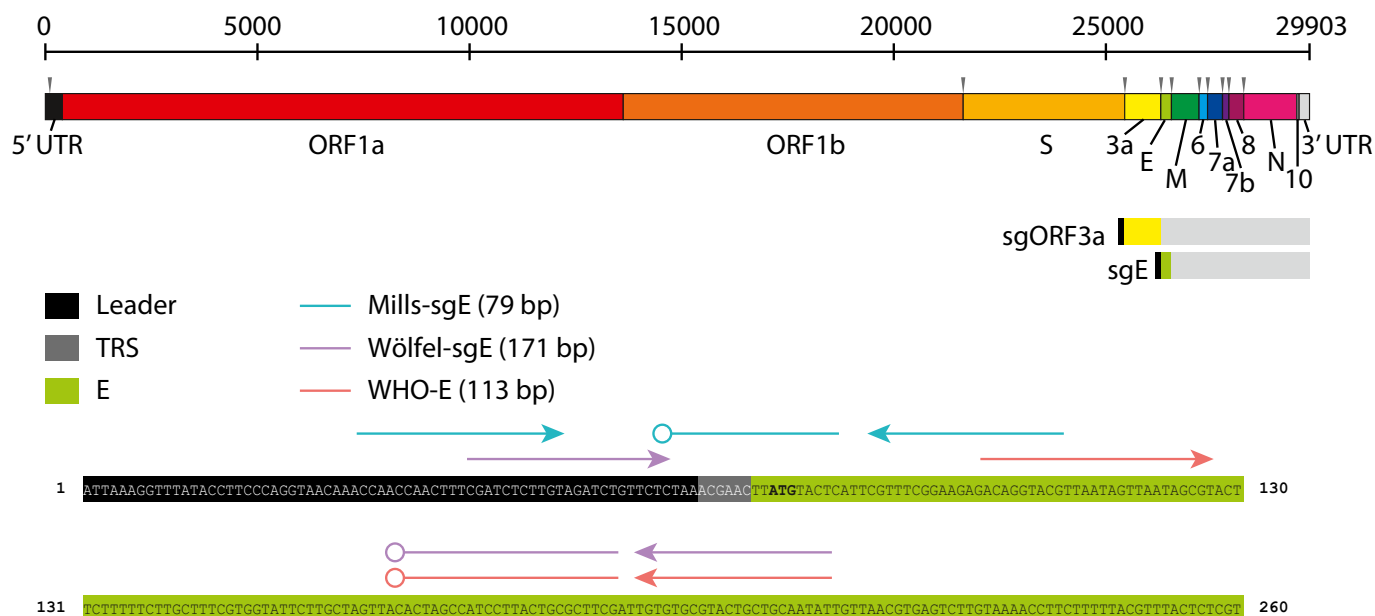 0 5000 10000 15000 20000 25000 29903
5’ UTR ORF1a ORF1b S 3a E M 6 7a 7b 8 N 10 3’ UTR
sgORF3a
sgE
Leader Mills-sgE (79 bp)
TRS Wölfel-sgE (171 bp)
E WHO-E (113 bp)
1 ATTAAAGGTTTATACCTTCCCAGGTAACAAACCAACCAACTTTCGATCTCTTGTAGATCTGTTCTCTAAACGAACTTATGTACTCATTCGTTTCGGAAGAGACAGGTACGTTAATAGTTAATAGCGTACT 130
131 TCTTTTTCTTGCTTTCGTGGTATTCTTGCTAGTTACACTAGCCATCCTTACTGCGCTTCGATTGTGTGCGTACTGCTGCAATATTGTTAACGTGAGTCTTGTAAAACCTTCTTTTTACGTTTACTCTCGT 260